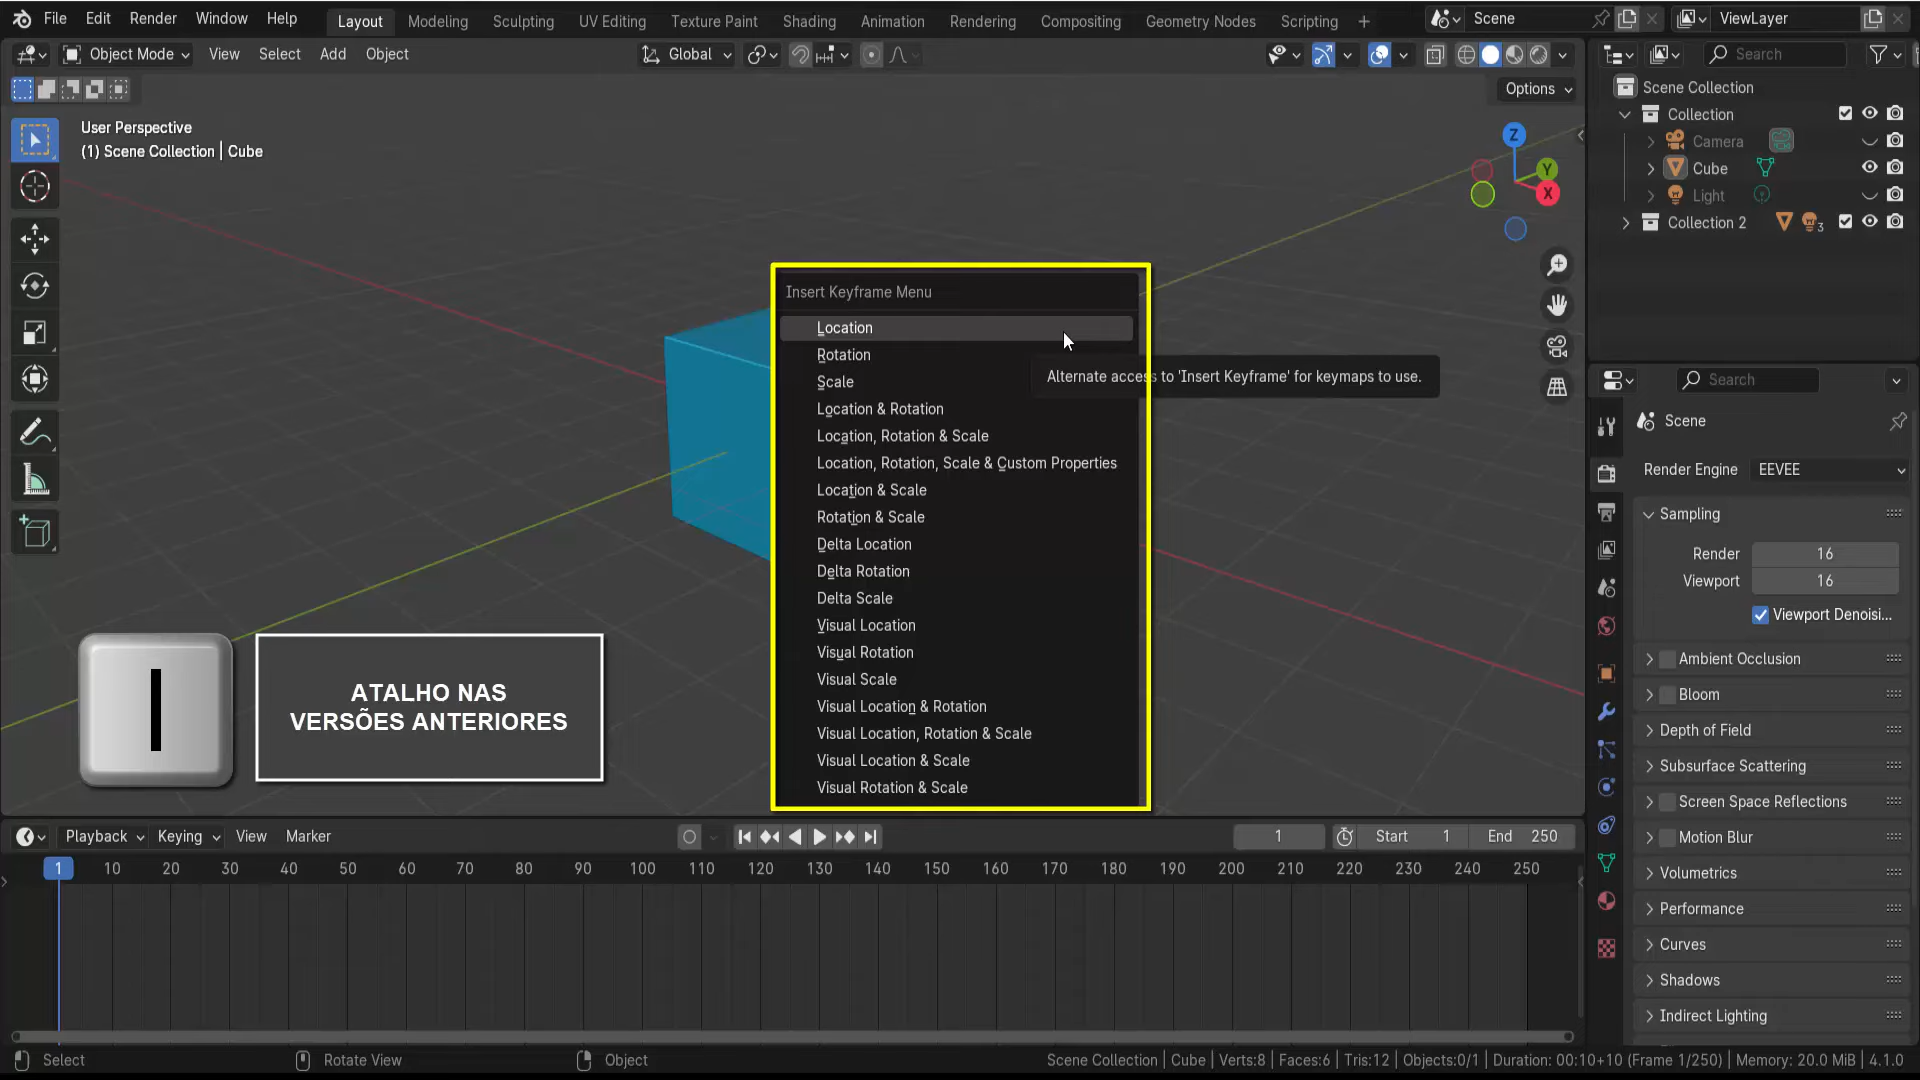 File Edit Render Window Help Layout Modeling Sculpting UV Editing Texture Paint Shading Animation Rendering Compositing Geometry Nodes Scripting + Scene ViewLayer
Object Mode View Select Add Object Global Search
Options
User Perspective
(1) Scene Collection | Cube
Z
Y
X
Scene Collection
Collection
Camera
Cube
Light
Collection 2 3
Insert Keyframe Menu
Location
Rotation
Scale
Location & Rotation
Location, Rotation & Scale
Location, Rotation, Scale & Custom Properties
Location & Scale
Rotation & Scale
Delta Location
Delta Rotation
Delta Scale
Visual Location
Visual Rotation
Visual Scale
Visual Location & Rotation
Visual Location, Rotation & Scale
Visual Location & Scale
Visual Rotation & Scale
Alternate access to 'Insert Keyframe' for keymaps to use.
I
ATALHO NAS
VERSÕES ANTERIORES
Search
Scene
Render Engine EEVEE
Sampling
Render 16
Viewport 16
Viewport Denoisi...
Ambient Occlusion
Bloom
Depth of Field
Subsurface Scattering
Screen Space Reflections
Motion Blur
Volumetrics
Performance
Curves
Shadows
Indirect Lighting
Playback Keying View Marker 1 Start 1 End 250
1 10 20 30 40 50 60 70 80 90 100 110 120 130 140 150 160 170 180 190 200 210 220 230 240 250
Select Rotate View Object Scene Collection | Cube | Verts:8 | Faces:6 | Tris:12 | Objects:0/1 | Duration: 00:10+10 (Frame 1/250) | Memory: 20.0 MiB | 4.1.0